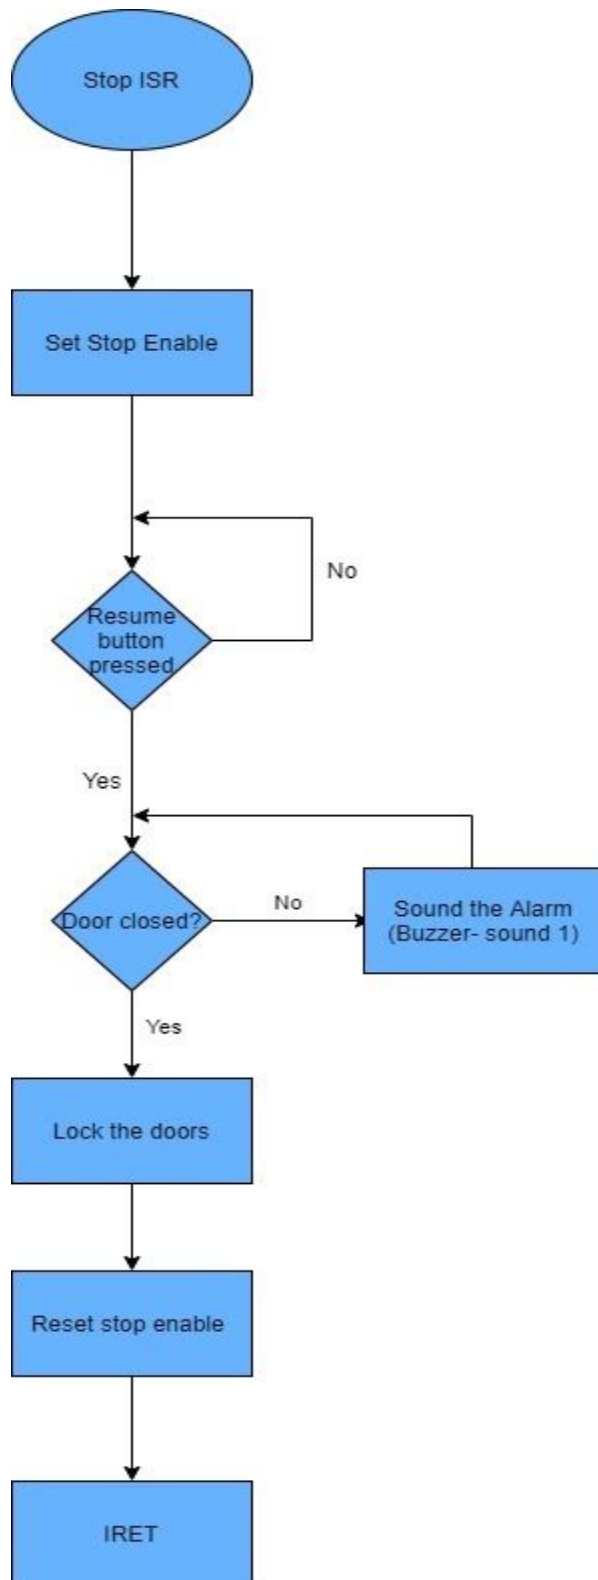 Stop ISR
Set Stop Enable
No
Resume
button
pressed
Yes
Door closed?
No
Sound the Alarm
(Buzzer- sound 1)
Yes
Lock the doors
Reset stop enable
IRET